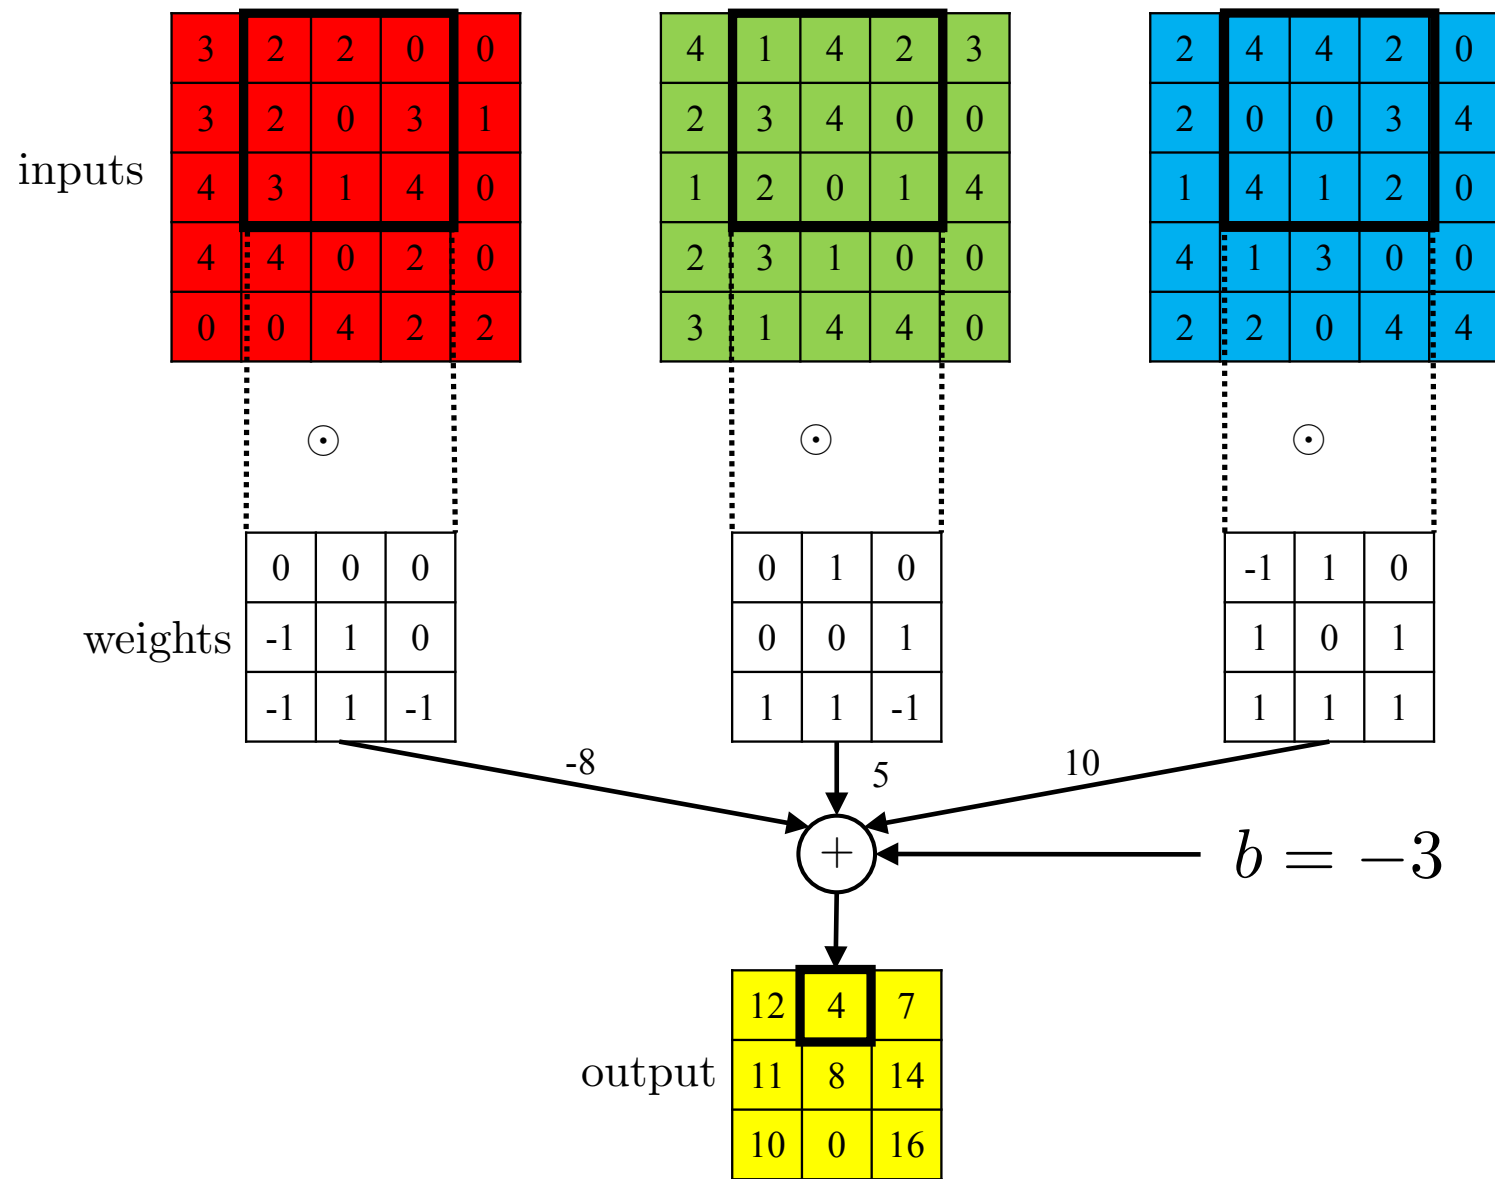 3 2 2 0 0 4 1 4 2 3 2 4 4 2 0
3 2 0 3 1 2 3 4 0 0 2 0 0 3 4
inputs 4 3 1 4 0 1 2 0 1 4 1 4 1 2 0
4 4 0 2 0 2 3 1 0 0 4 1 3 0 0
0 0 4 2 2 3 1 4 4 0 2 2 0 4 4
⊙ ⊙ ⊙
0 0 0 0 1 0 -1 1 0
weights -1 1 0 0 0 1 1 0 1
-1 1 -1 1 1 -1 1 1 1
-8 5 10
+ b = −3
12 4 7
output 11 8 14
10 0 16